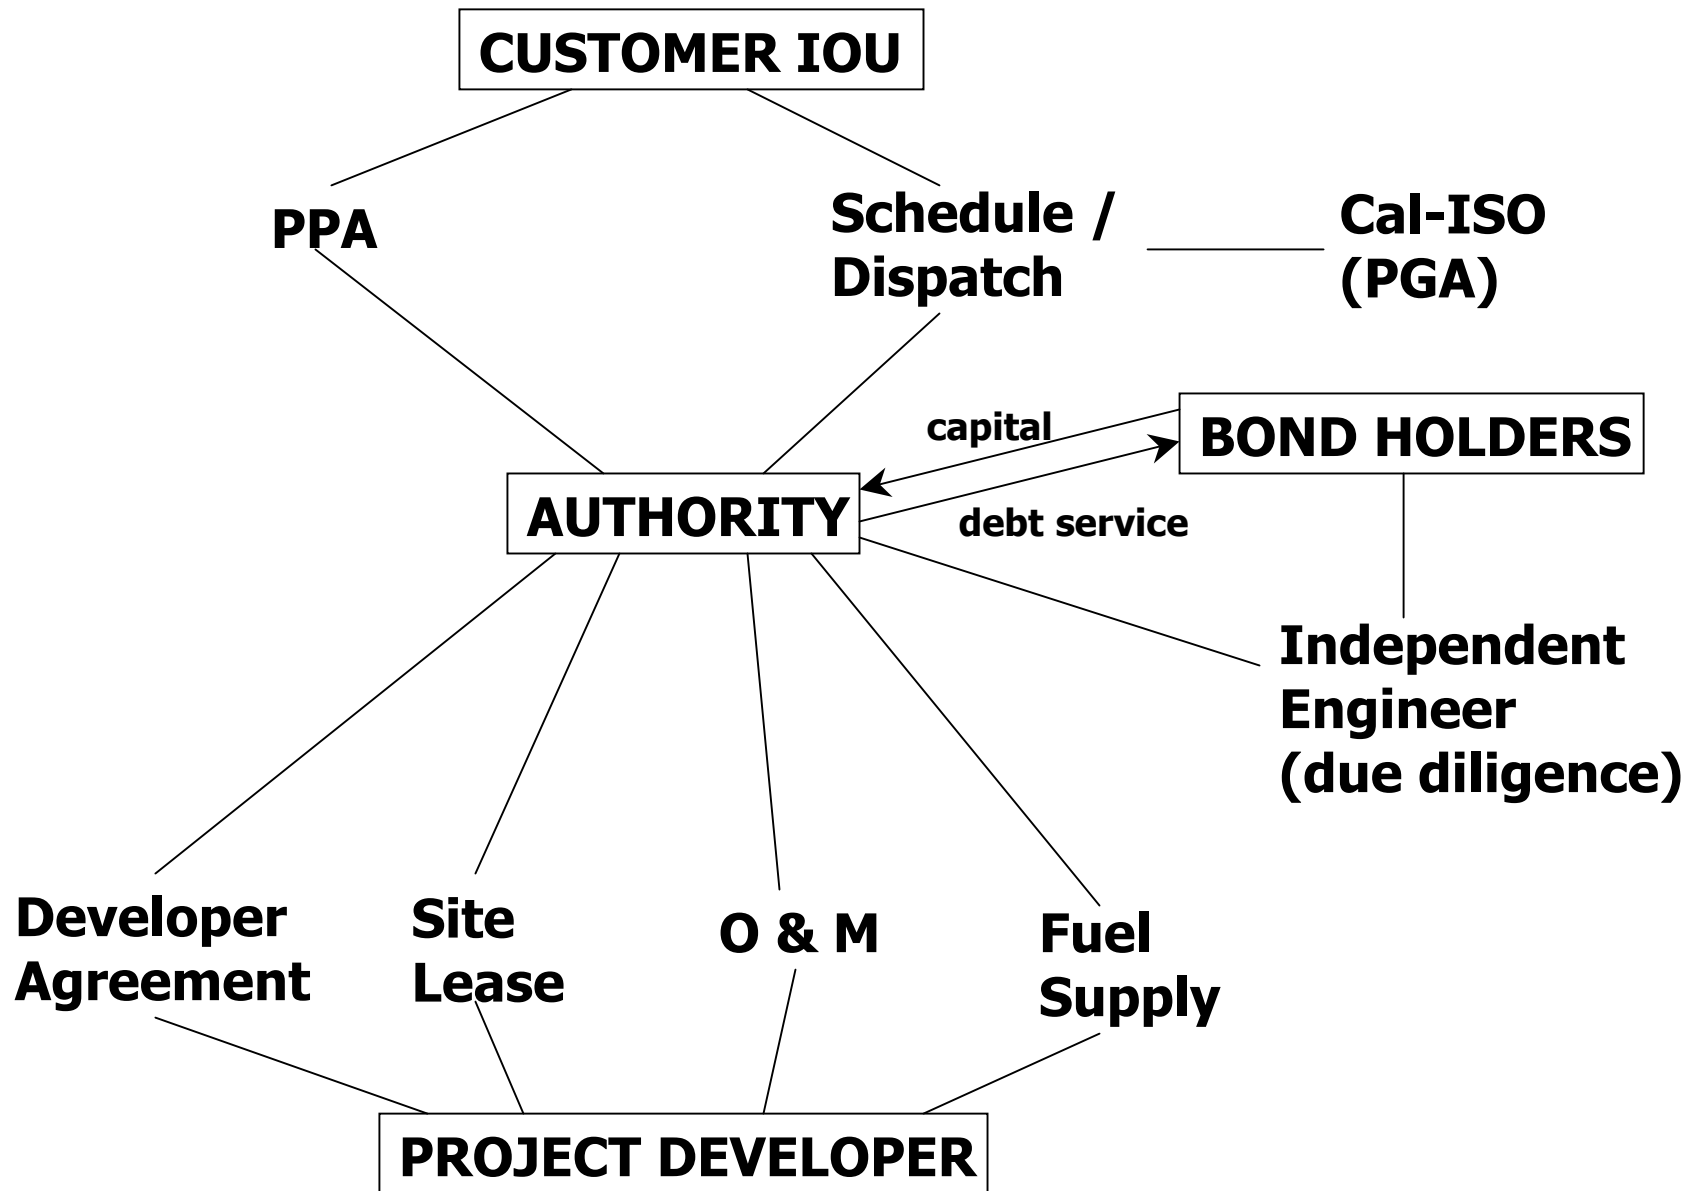 CUSTOMER IOU
PPA
Schedule /
Dispatch
Cal-ISO
(PGA)
capital
BOND HOLDERS
AUTHORITY
debt service
Independent
Engineer
(due diligence)
Developer
Agreement
Site
Lease
O & M
Fuel
Supply
PROJECT DEVELOPER